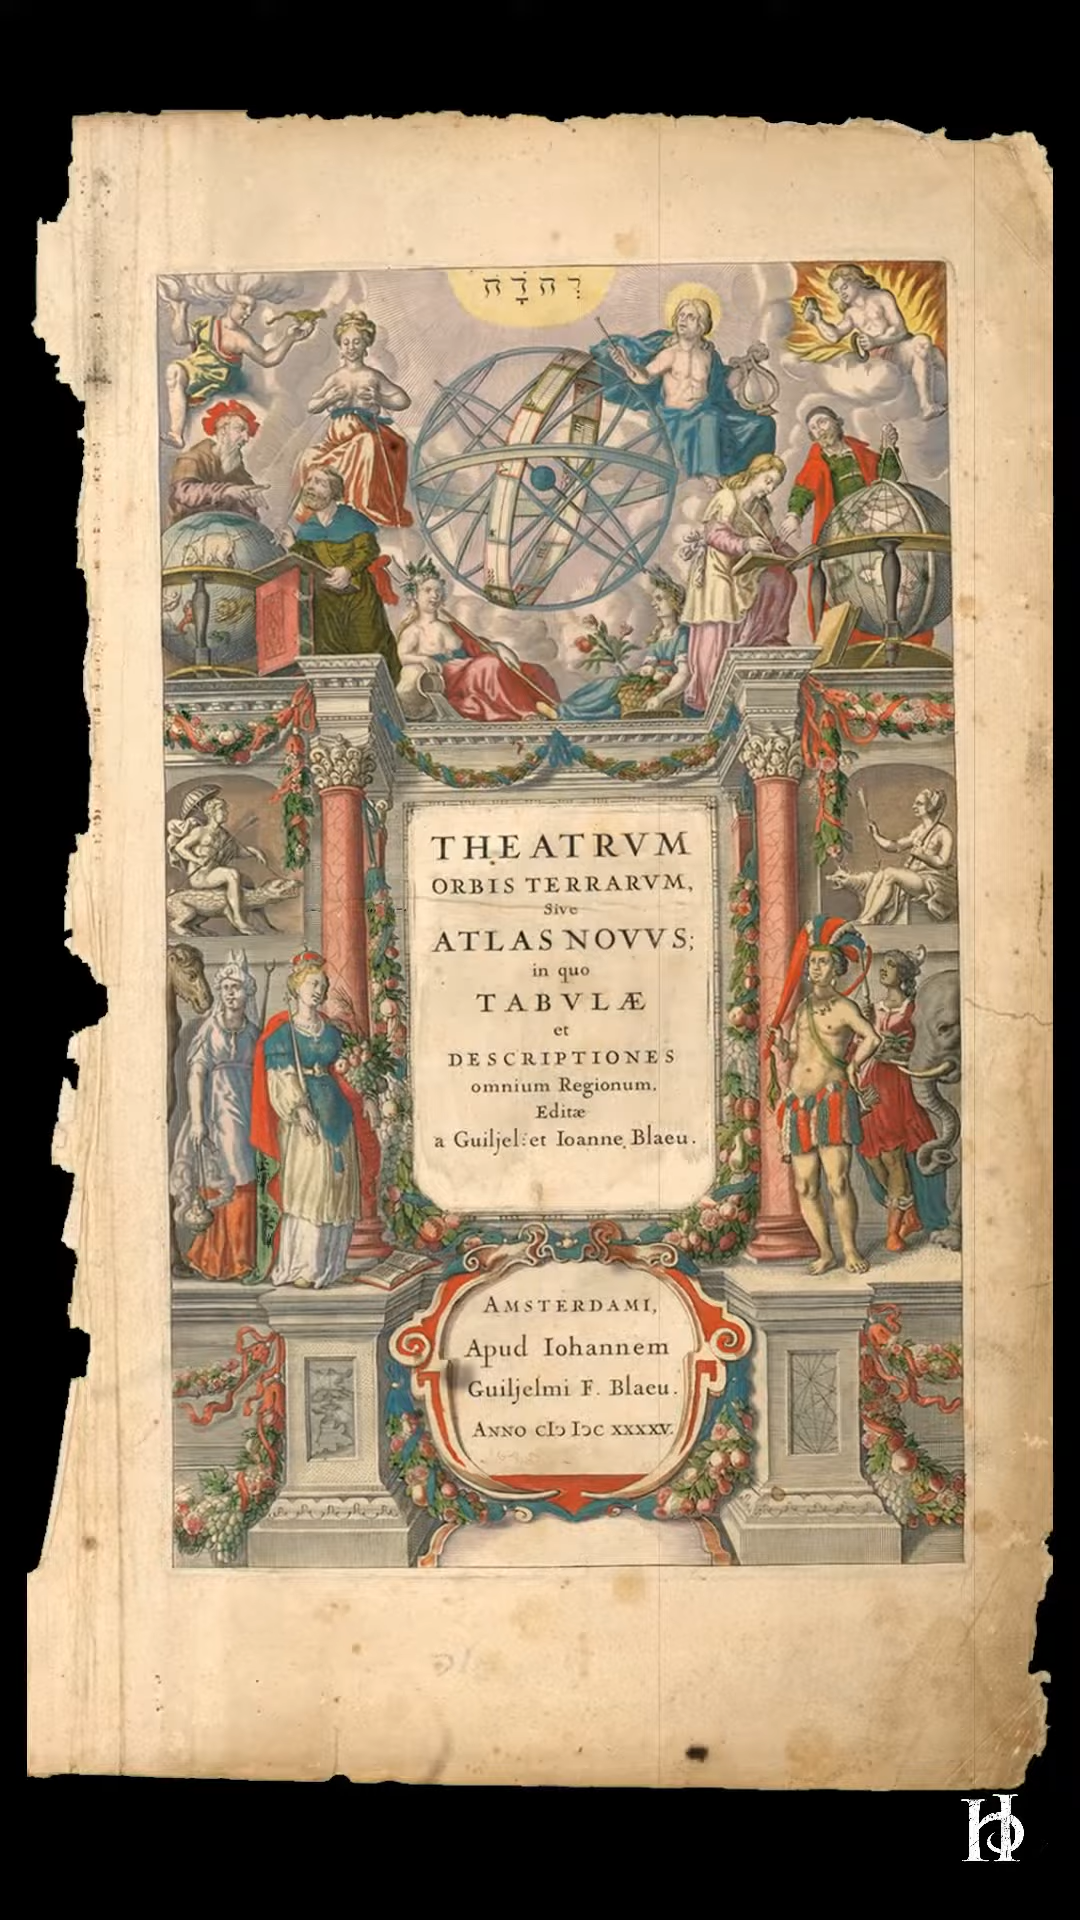 יְהֹוָה
THEATRVM
ORBIS TERRARVM,
Sive
ATLAS NOVVS;
in quo
TABVLÆ
et
DESCRIPTIONES
omnium Regionum,
Editæ
a Guiljel: et Ioanne Blaeu.
AMSTERDAMI,
Apud Iohannem
Guiljelmi F. Blaeu.
ANNO cIↄ Iↄc xxxxv.